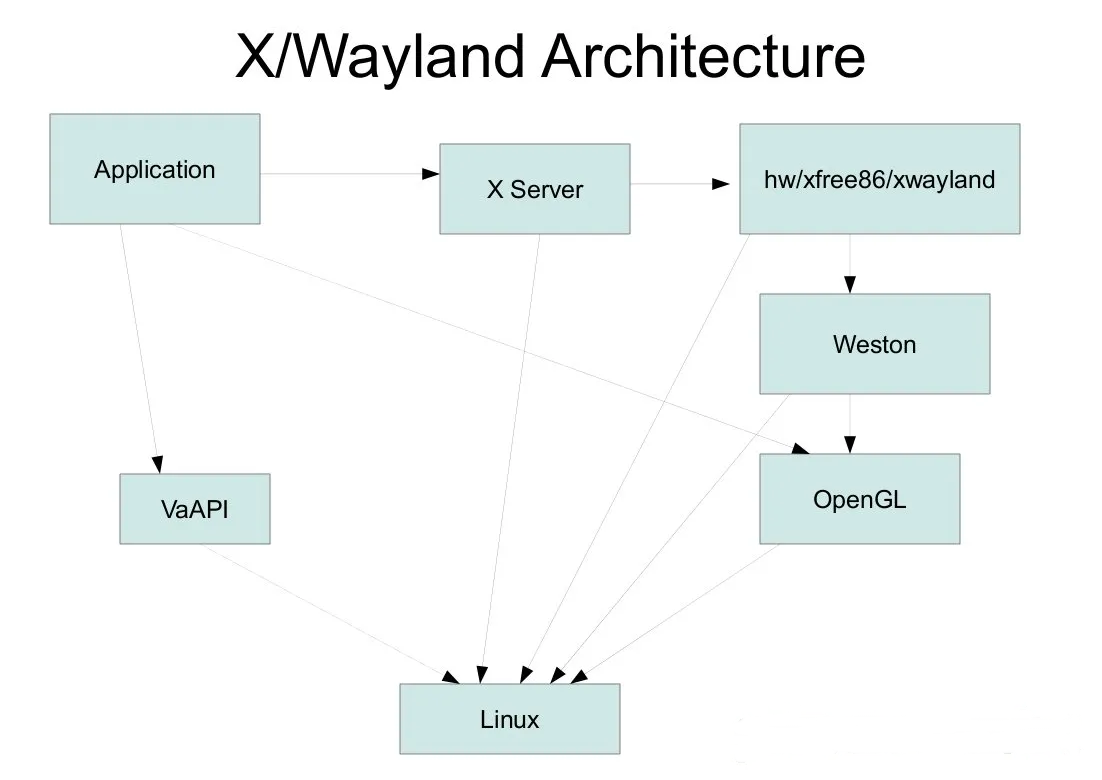 X/Wayland Architecture
Application
X Server
hw/xfree86/xwayland
Weston
VaAPI
OpenGL
Linux